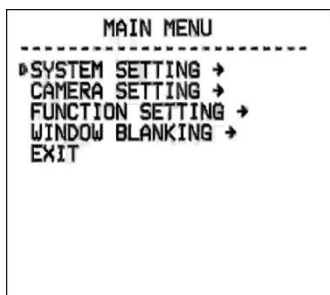 MAIN MENU
SYSTEM SETTING →
CAMERA SETTING →
FUNCTION SETTING →
WINDOW BLANKING →
EXIT